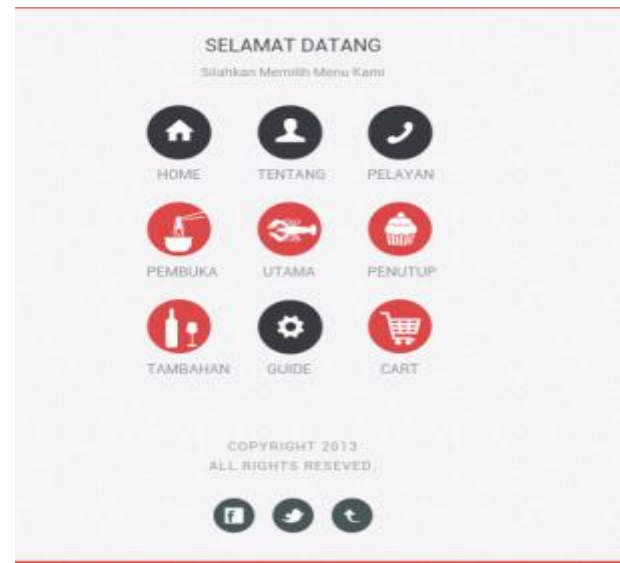 SELAMAT DATANG
Silahkan Memilih Menu Kami
HOME TENTANG PELAYAN
PEMBUKA UTAMA PENUTUP
TAMBAHAN GUIDE CART
COPYRIGHT 2013
ALL RIGHTS RESEVED